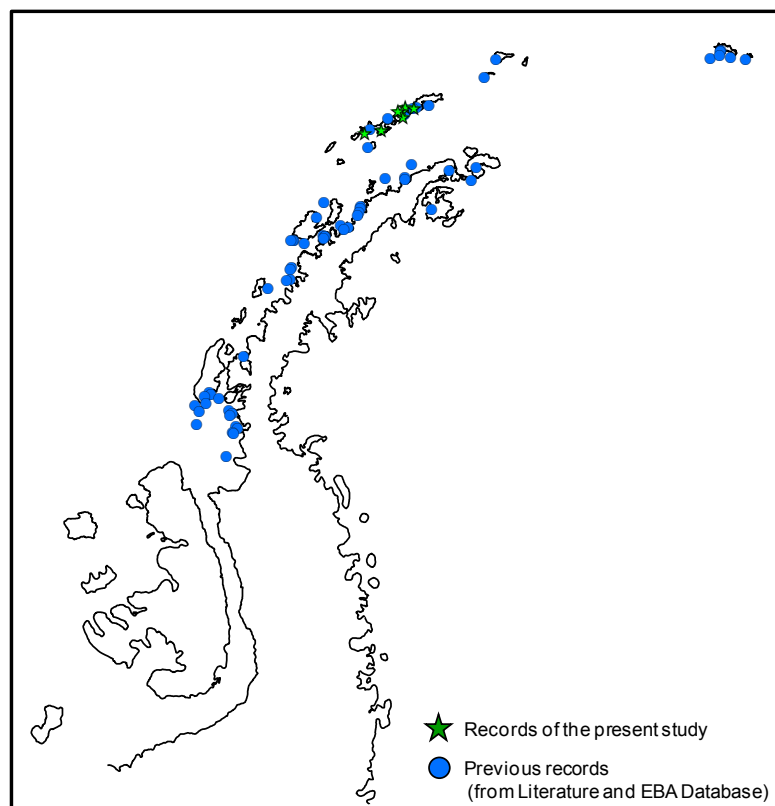 Records of the present study
Previous records
(from Literature and EBA Database)